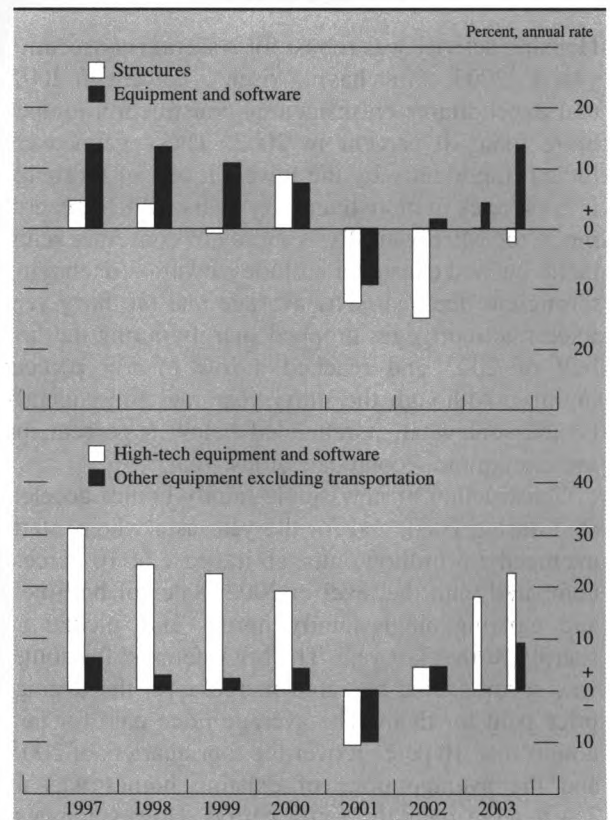 Percent, annual rate
Structures
Equipment and software
20
10
+
0
−
10
20
High-tech equipment and software
Other equipment excluding transportation
40
30
20
10
+
0
−
10
1997 1998 1999 2000 2001 2002 2003